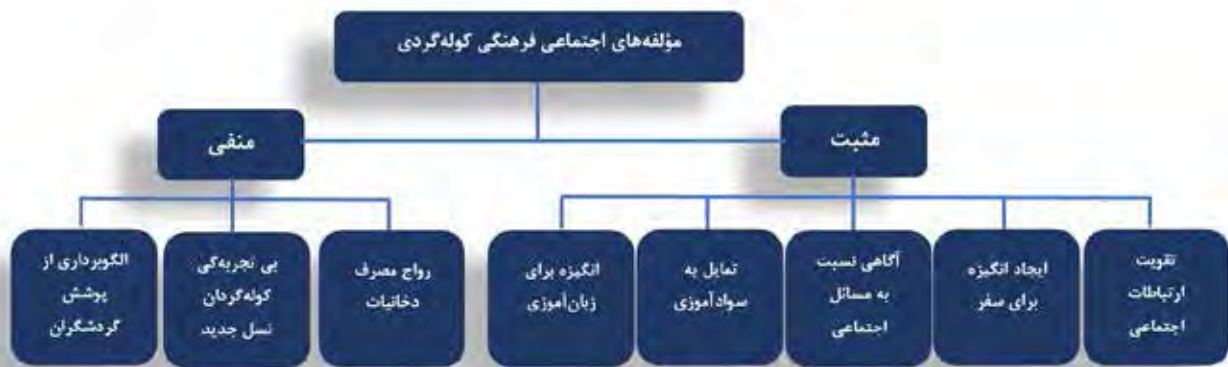 مؤلفه‌های اجتماعی فرهنگی کوله‌گردی
مثبت
منفی
تقویت
ارتباطات
اجتماعی
ایجاد انگیزه
برای سفر
آگاهی نسبت
به مسائل
اجتماعی
تمایل به
سوادآموزی
انگیزه برای
زبان‌آموزی
رواج مصرف
دخانیات
بی تجربه‌گی
کوله‌گردان
نسل جدید
الگوبرداری از
پوشش
گردشگران